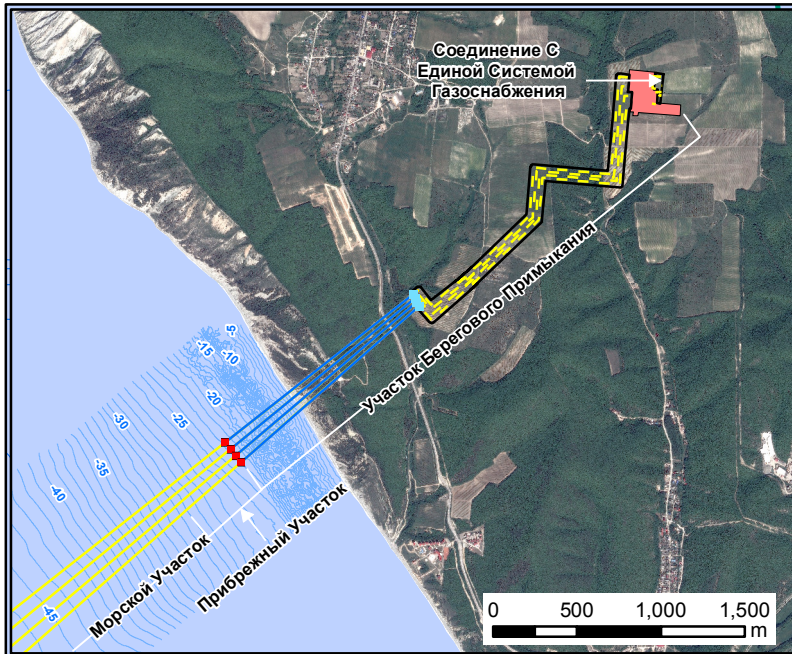 Соединение С
Единой Системой
Газоснабжения
Участок Берегового Примыкания
-5
-10
-15
-20
-25
-30
-35
-40
-45
Прибрежный Участок
Морской Участок
0 500 1,000 1,500
m